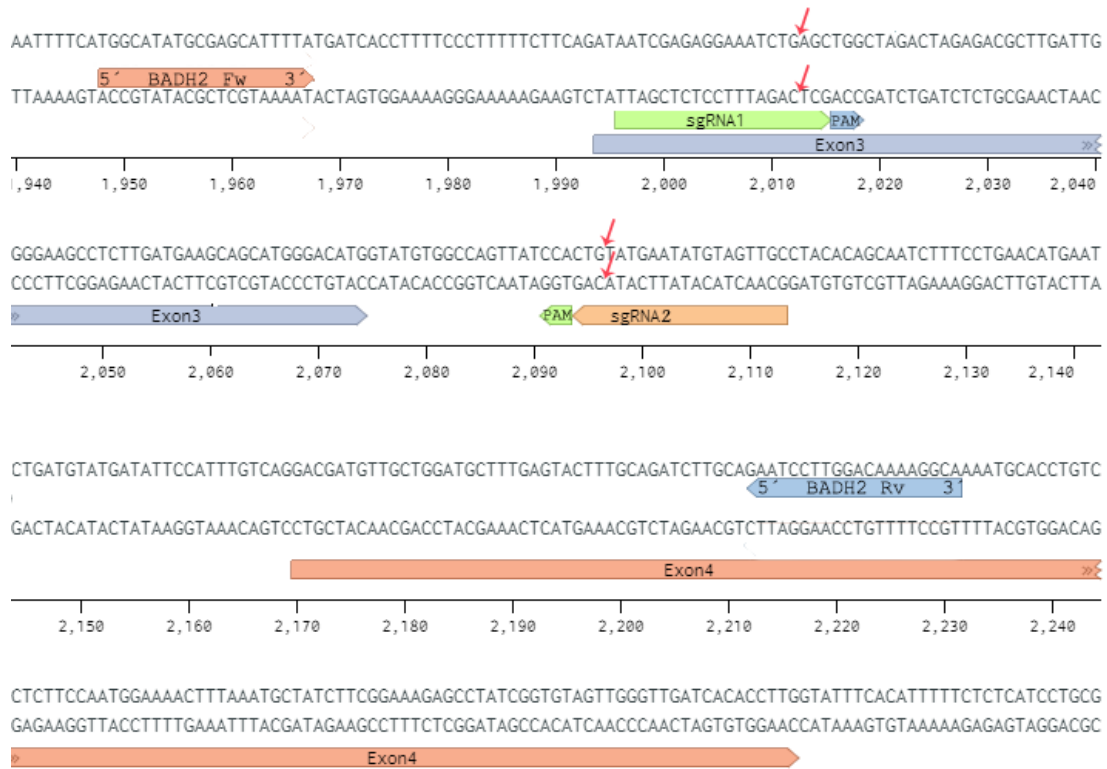 AATTTTCATGGCATATGCGAGCATTTTATGATCACCTTTTCCCTTTTTCTTCAGATAATCGAGAGGAAATCTGAGCTGGCTAGACTAGAGACGCTTGATTG
5´ BADH2 Fw 3´
TTAAAAGTACCGTATACGCTCGTAAAATACTAGTGGAAAAGGGAAAAAGAAGTCTATTAGCTCTCCTTTAGACTCGACCGATCTGATCTCTGCGAACTAAC
sgRNA1 PAM
Exon3
1,940 1,950 1,960 1,970 1,980 1,990 2,000 2,010 2,020 2,030 2,040
GGGAAGCCTCTTGATGAAGCAGCATGGGACATGGTATGTGGCCAGTTATCCACTGTATGAATATGTAGTTGCCTACACAGCAATCTTTCCTGAACATGAAT
CCCTTCGGAGAACTACTTCGTCGTACCCTGTACCATACACCGGTCAATAGGTGACATACTTATACATCAACGGATGTGTCGTTAGAAAGGACTTGTACTTA
Exon3 PAM sgRNA2
2,050 2,060 2,070 2,080 2,090 2,100 2,110 2,120 2,130 2,140
CTGATGTATGATATTCCATTTGTCAGGACGATGTTGCTGGATGCTTTGAGTACTTTGCAGATCTTGCAGAATCCTTGGACAAAAGGCAAAATGCACCTGTC
5´ BADH2 Rv 3´
GACTACATACTATAAGGTAAACAGTCCTGCTACAACGACCTACGAAACTCATGAAACGTCTAGAACGTCTTAGGAACCTGTTTTCCGTTTTACGTGGACAG
Exon4
2,150 2,160 2,170 2,180 2,190 2,200 2,210 2,220 2,230 2,240
CTCTTCCAATGGAAAACTTTAAATGCTATCTTCGGAAAGAGCCTATCGGTGTAGTTGGGTTGATCACACCTTGGTATTTCACATTTTTCTCTCATCCTGCG
GAGAAGGTTACCTTTTGAAATTTACGATAGAAGCCTTTCTCGGATAGCCACATCAACCCAACTAGTGTGGAACCATAAAGTGTAAAAAGAGAGTAGGACGC
Exon4